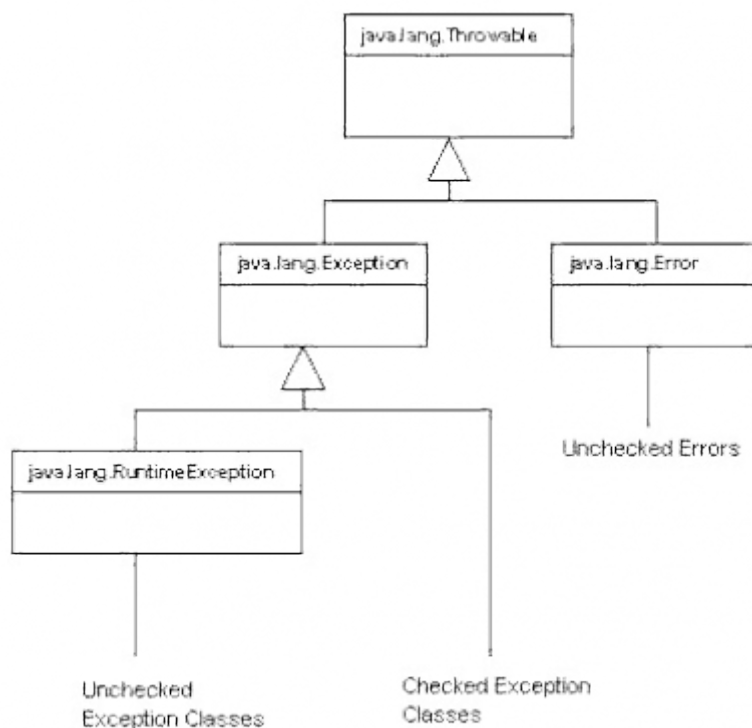 java.lang.Throwable
java.lang.Exception
java.lang.Error
Unchecked Errors
java.lang.RuntimeException
Unchecked
Exception Classes
Checked Exception
Classes